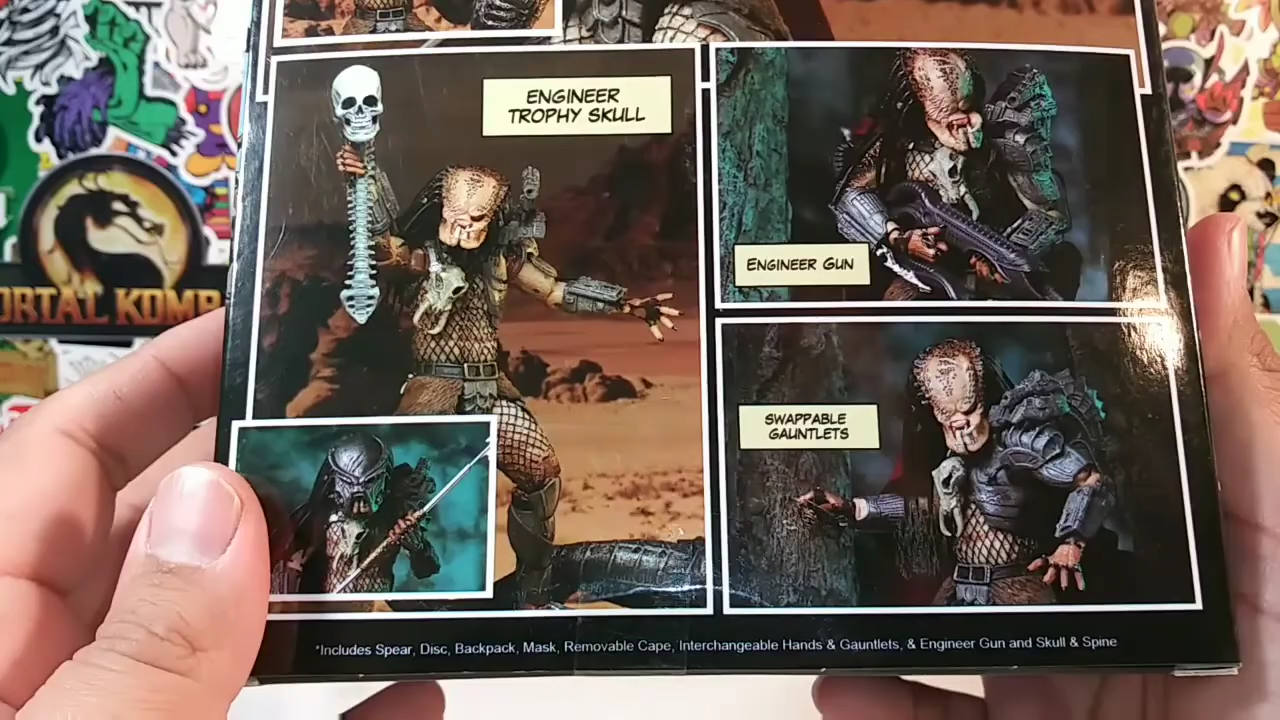 ENGINEER
TROPHY SKULL
ENGINEER GUN
SWAPPABLE
GAUNTLETS
ORTAL KOMB
*Includes Spear, Disc, Backpack, Mask, Removable Cape, Interchangeable Hands & Gauntlets, & Engineer Gun and Skull & Spine